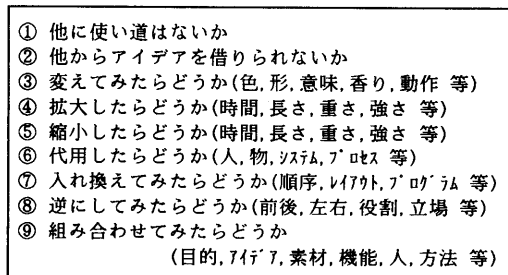 ① 他に使い道はないか
② 他からアイデアを借りられないか
③ 変えてみたらどうか(色,形,意味,香り,動作 等)
④ 拡大したらどうか(時間,長さ,重さ,強さ 等)
⑤ 縮小したらどうか(時間,長さ,重さ,強さ 等)
⑥ 代用したらどうか(人,物,ｼｽﾃﾑ,ﾌﾟﾛｾｽ 等)
⑦ 入れ換えてみたらどうか(順序,ﾚｲｱｳﾄ,ﾌﾟﾛｸﾞﾗﾑ 等)
⑧ 逆にしてみたらどうか(前後,左右,役割,立場 等)
⑨ 組み合わせてみたらどうか
(目的,ｱｲﾃﾞｱ,素材,機能,人,方法 等)